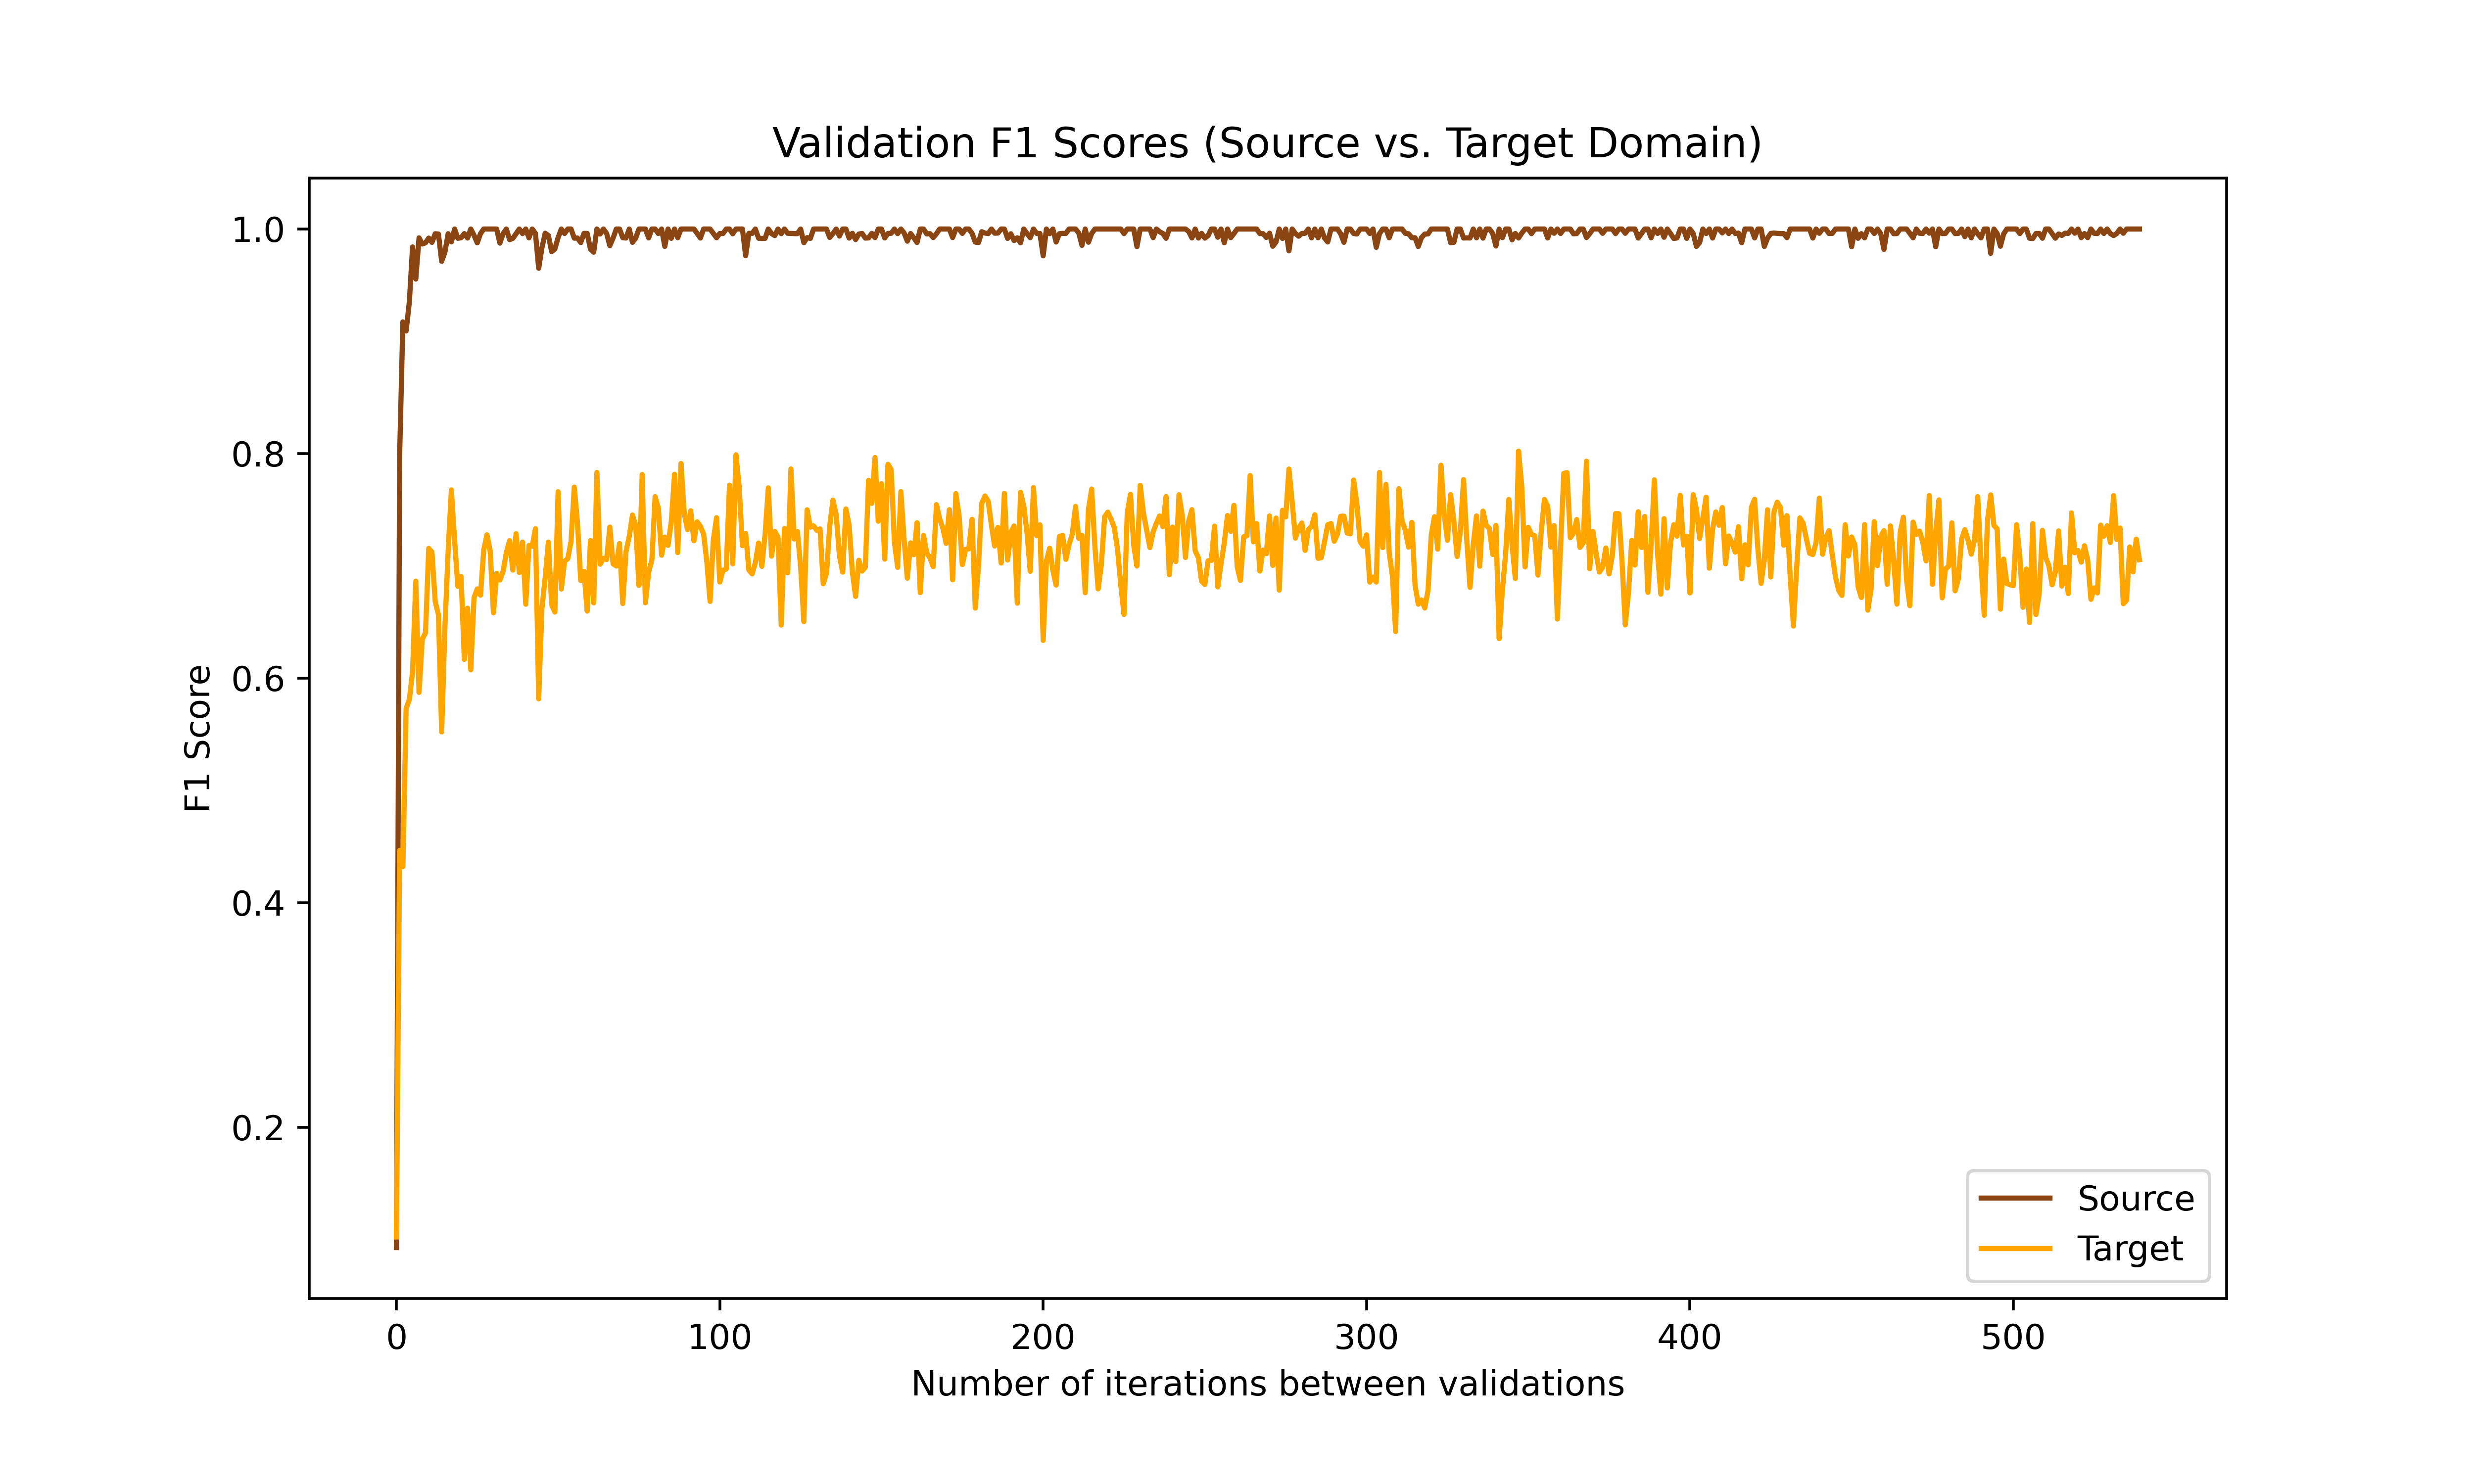 Validation F1 Scores (Source vs. Target Domain)
1.0
0.8
0.6
0.4
0.2
F1 Score
0 100 200 300 400 500
Number of iterations between validations
Source
Target